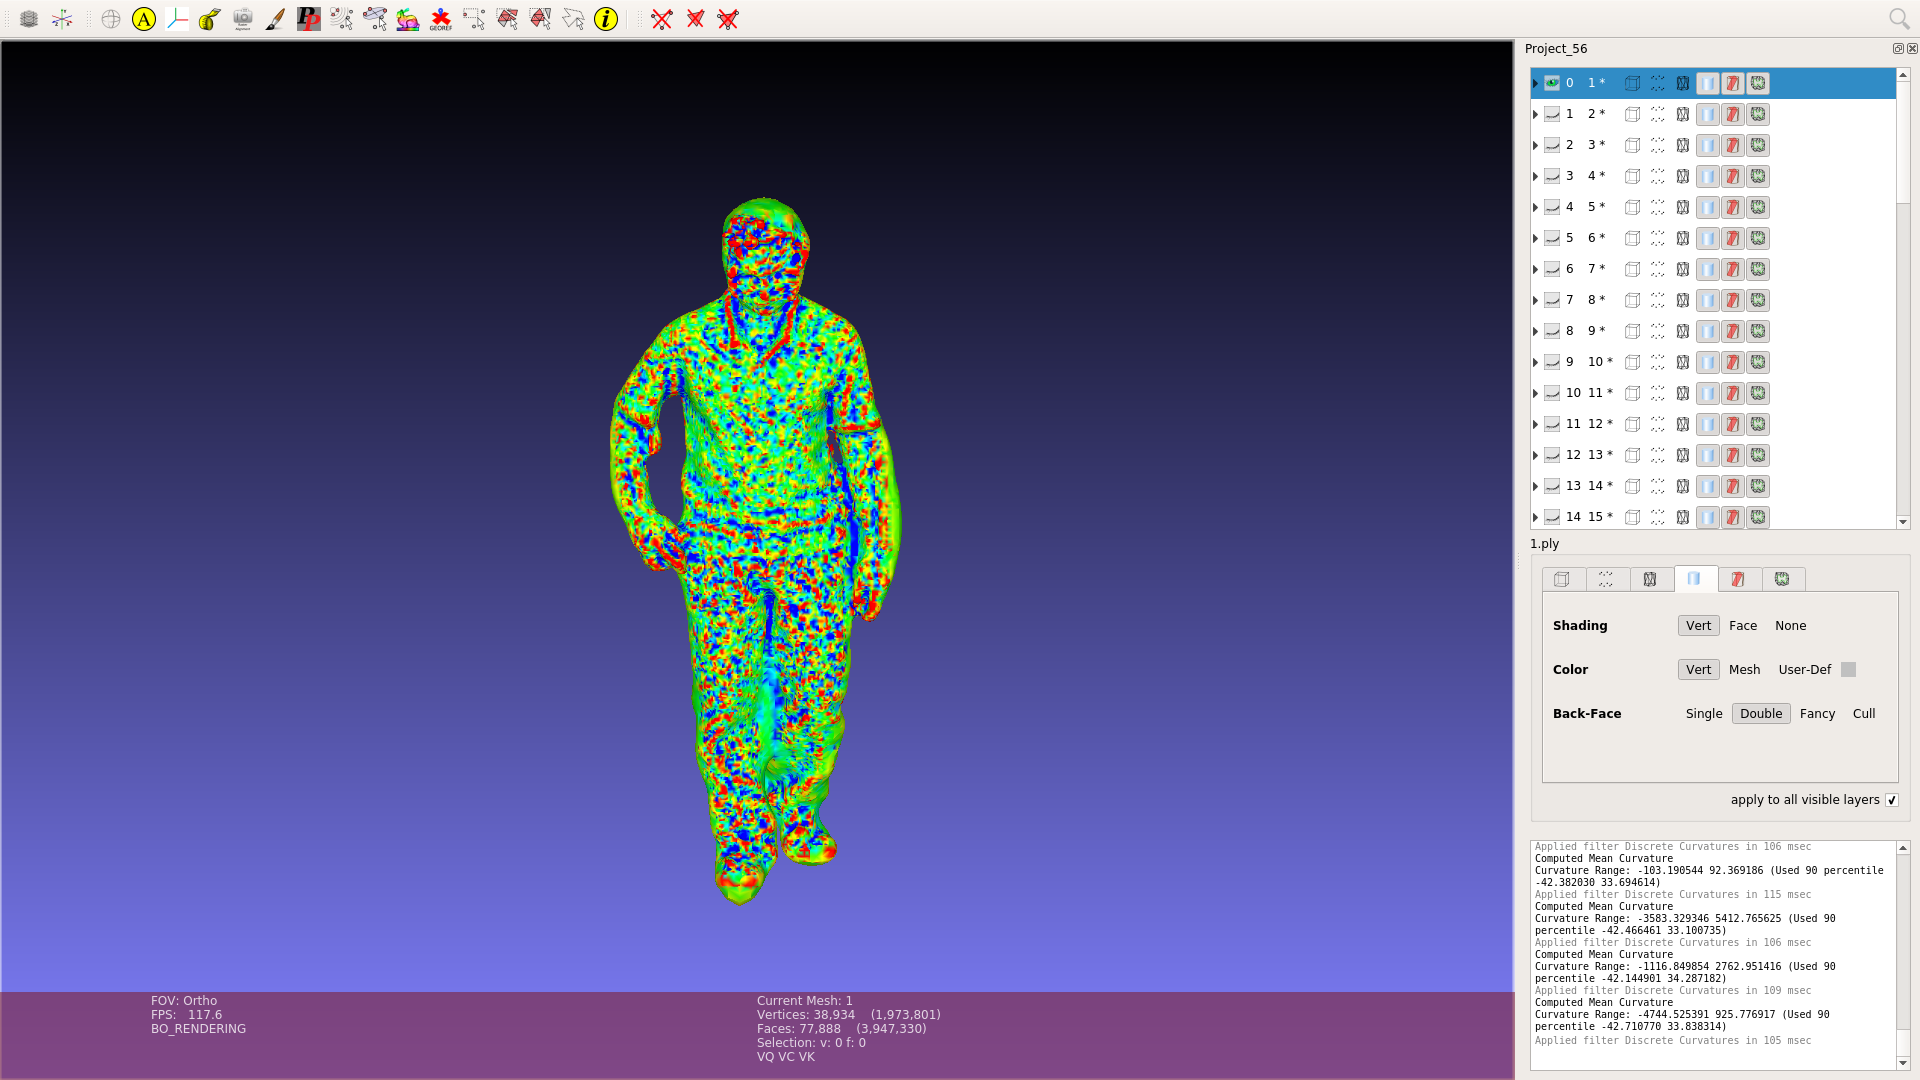 A
PP
GEOREF
i
Project_56
0 1 *
1 2 *
2 3 *
3 4 *
4 5 *
5 6 *
6 7 *
7 8 *
8 9 *
9 10 *
10 11 *
11 12 *
12 13 *
13 14 *
14 15 *
1.ply
Shading Vert Face None
Color Vert Mesh User-Def
Back-Face Single Double Fancy Cull
apply to all visible layers
Applied filter Discrete Curvatures in 106 msec
Computed Mean Curvature
Curvature Range: -103.190544 92.369186 (Used 90 percentile
-42.382030 33.694614)
Applied filter Discrete Curvatures in 115 msec
Computed Mean Curvature
Curvature Range: -3583.329346 5412.765625 (Used 90
percentile -42.466461 33.100735)
Applied filter Discrete Curvatures in 106 msec
Computed Mean Curvature
Curvature Range: -1116.849854 2762.951416 (Used 90
percentile -42.144901 34.287182)
Applied filter Discrete Curvatures in 109 msec
Computed Mean Curvature
Curvature Range: -4744.525391 925.776917 (Used 90
percentile -42.710770 33.838314)
Applied filter Discrete Curvatures in 105 msec
FOV: Ortho
FPS: 117.6
BO_RENDERING
Current Mesh: 1
Vertices: 38,934 (1,973,801)
Faces: 77,888 (3,947,330)
Selection: v: 0 f: 0
VQ VC VK